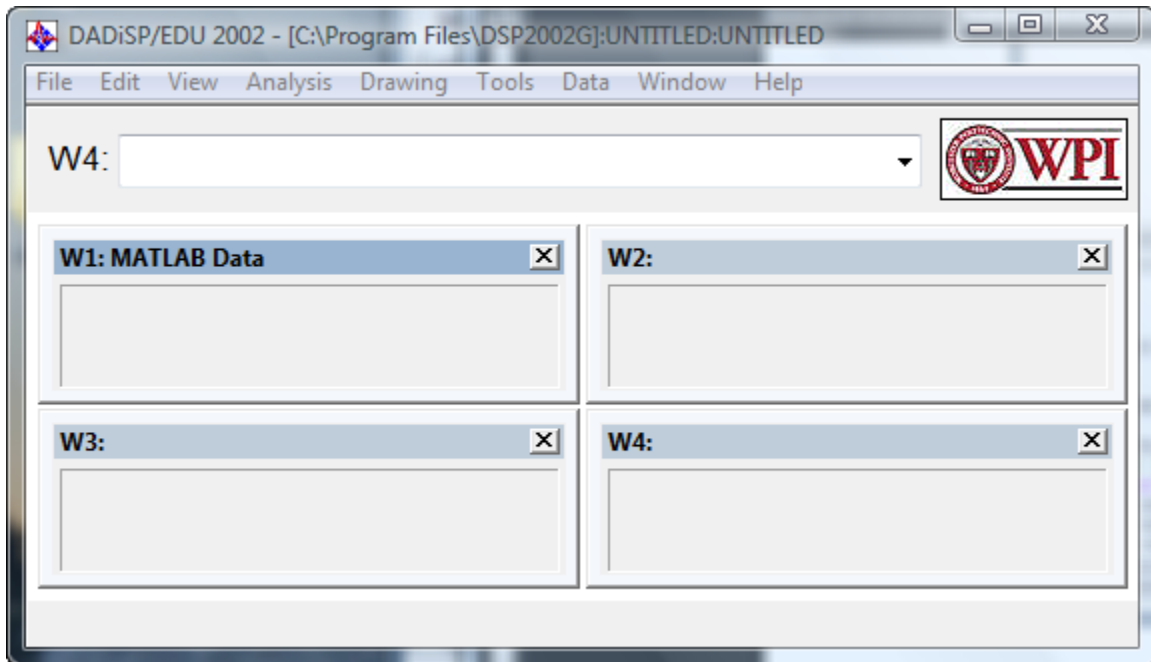 DADiSP/EDU 2002 - [C:\Program Files\DSP2002G]:UNTITLED:UNTITLED
File Edit View Analysis Drawing Tools Data Window Help
W4:
WPI
W1: MATLAB Data
W2:
W3:
W4: